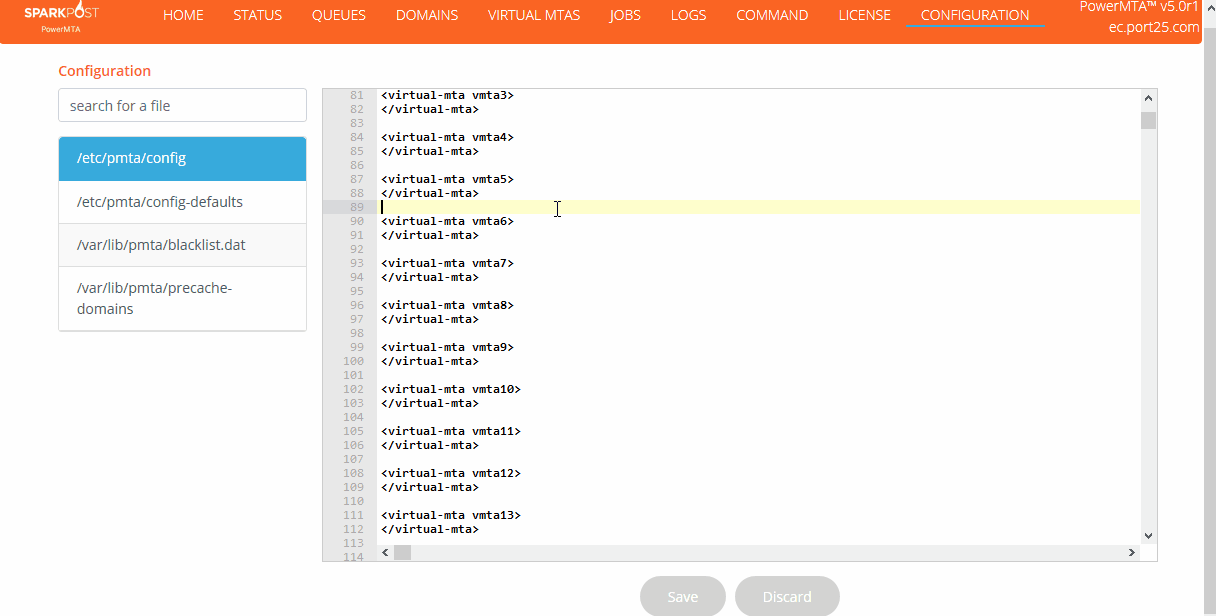 SPARKPOST
PowerMTA
HOME
STATUS
QUEUES
DOMAINS
VIRTUAL MTAS
JOBS
LOGS
COMMAND
LICENSE
CONFIGURATION
PowerMTA™ v5.0r1
ec.port25.com
Configuration
search for a file
/etc/pmta/config
/etc/pmta/config-defaults
/var/lib/pmta/blacklist.dat
/var/lib/pmta/precache-
domains
81 <virtual-mta vmta3>
82 </virtual-mta>
83
84 <virtual-mta vmta4>
85 </virtual-mta>
86
87 <virtual-mta vmta5>
88 </virtual-mta>
89
90 <virtual-mta vmta6>
91 </virtual-mta>
92
93 <virtual-mta vmta7>
94 </virtual-mta>
95
96 <virtual-mta vmta8>
97 </virtual-mta>
98
99 <virtual-mta vmta9>
100 </virtual-mta>
101
102 <virtual-mta vmta10>
103 </virtual-mta>
104
105 <virtual-mta vmta11>
106 </virtual-mta>
107
108 <virtual-mta vmta12>
109 </virtual-mta>
110
111 <virtual-mta vmta13>
112 </virtual-mta>
113
114
Save
Discard